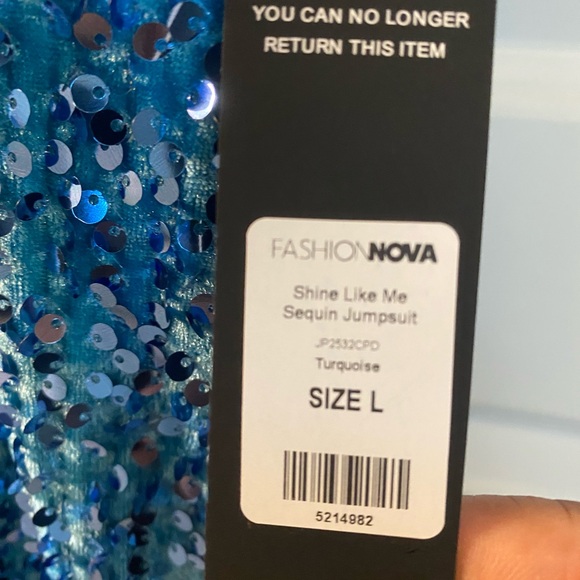 YOU CAN NO LONGER
RETURN THIS ITEM
FASHIONNOVA
Shine Like Me
Sequin Jumpsuit
JP2532CPD
Turquoise
SIZE L
5214982